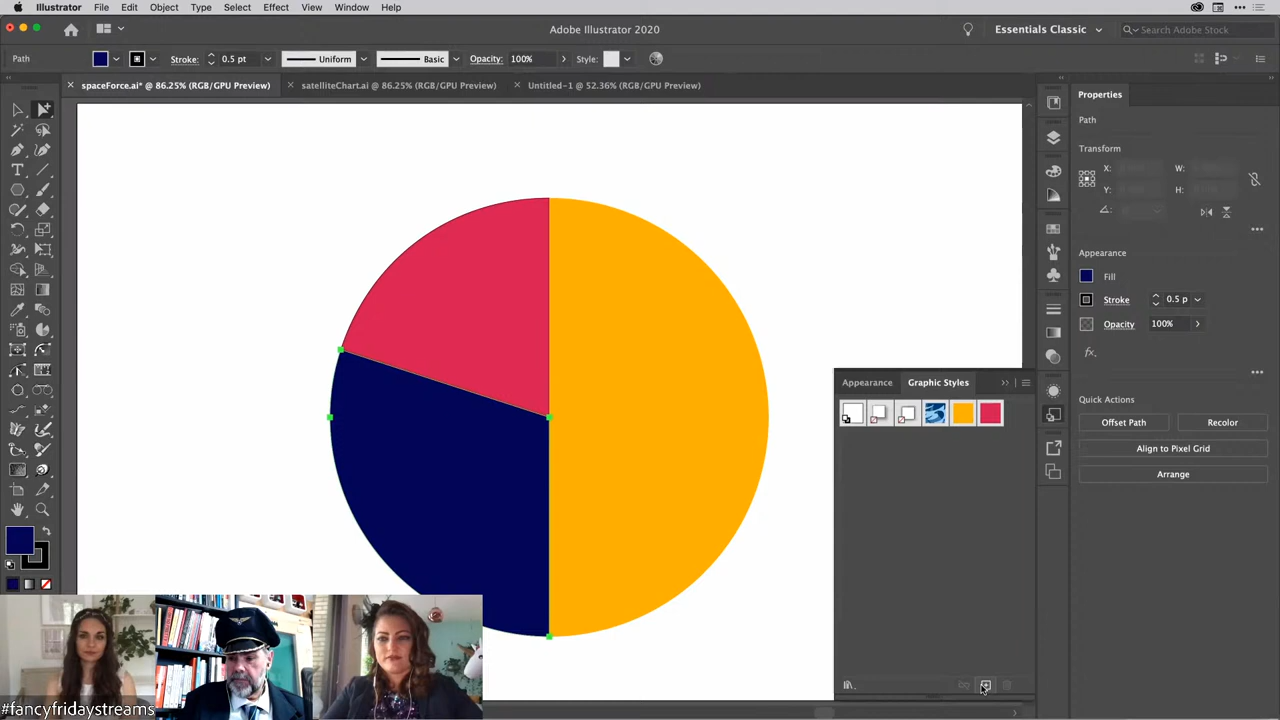 Illustrator File Edit Object Type Select Effect View Window Help
Adobe Illustrator 2020
Essentials Classic
Search Adobe Stock
Path Stroke: 0.5 pt Uniform Basic Opacity: 100% Style:
spaceForce.ai* @ 86.25% (RGB/GPU Preview)
satelliteChart.ai @ 86.25% (RGB/GPU Preview)
Untitled-1 @ 52.36% (RGB/GPU Preview)
Properties
Path
Transform
X: W:
Y: H:
Appearance
Fill
Stroke 0.5 p
Opacity 100%
fx.
Appearance Graphic Styles
Quick Actions
Offset Path Recolor
Align to Pixel Grid
Arrange
#fancyfridaystreams